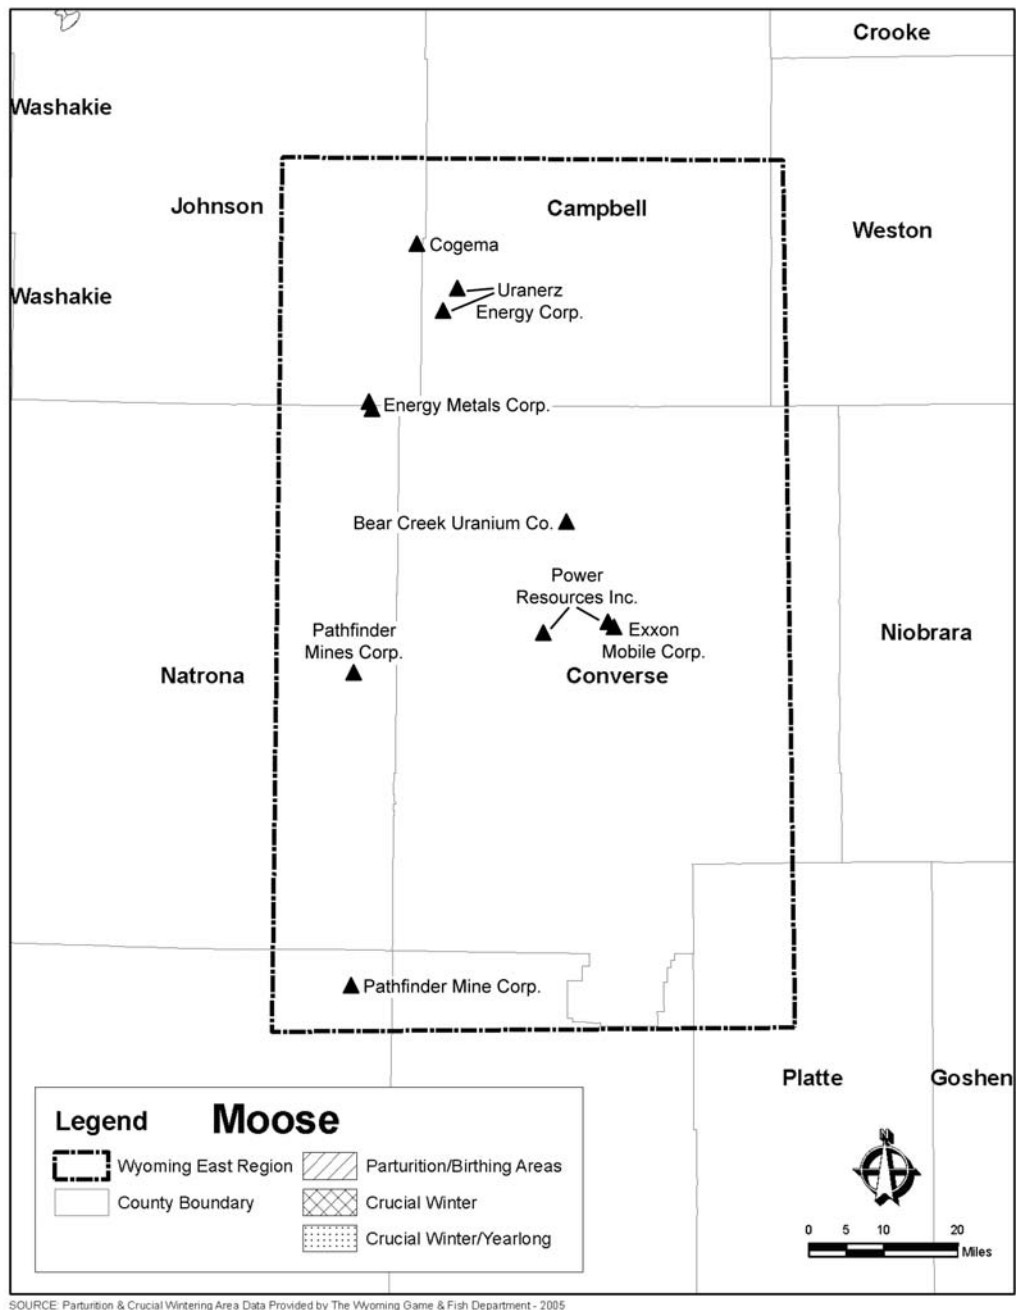 Crooke
Washakie
Johnson
Campbell
Weston
Cogema
Washakie
Uranerz
Energy Corp.
Energy Metals Corp.
Bear Creek Uranium Co.
Power
Resources Inc.
Pathfinder
Mines Corp.
Exxon
Mobile Corp.
Niobrara
Natrona
Converse
Pathfinder Mine Corp.
Platte
Goshen
Legend
Moose
Wyoming East Region
County Boundary
Parturition/Birthing Areas
Crucial Winter
Crucial Winter/Yearlong
N
0 5 10 20
Miles
SOURCE: Parturition & Crucial Wintering Area Data Provided by The Wyoming Game & Fish Department - 2005